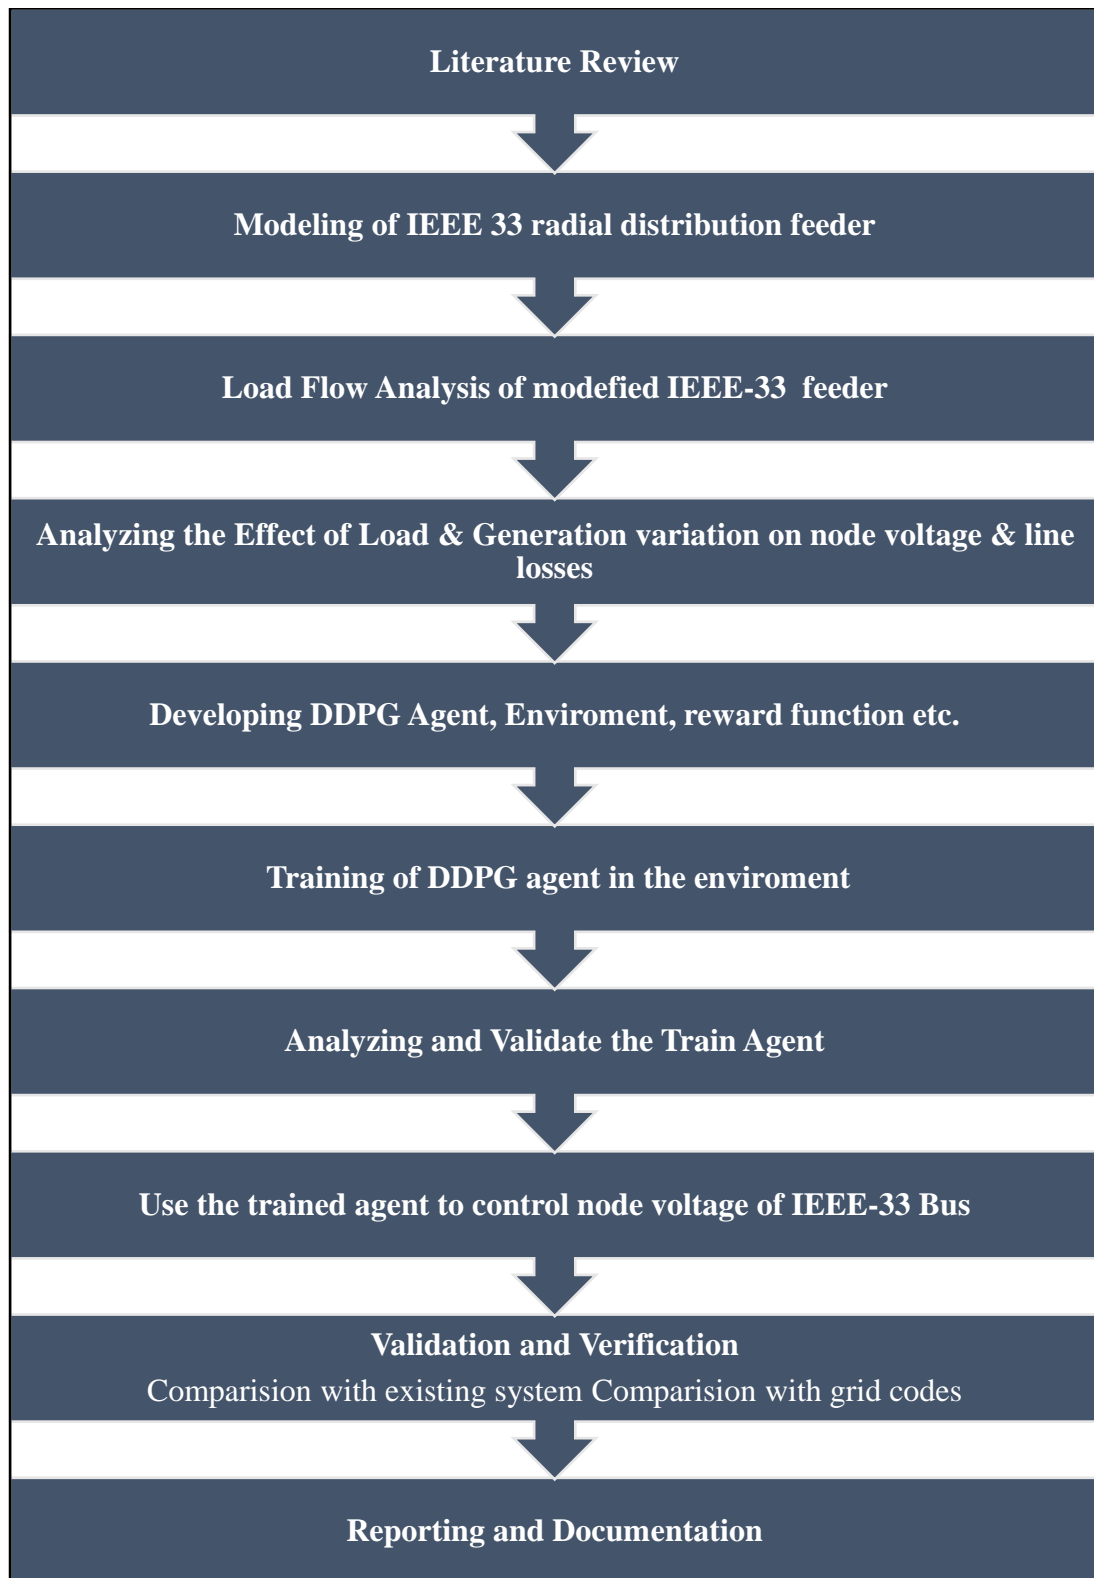 Literature Review
Modeling of IEEE 33 radial distribution feeder
Load Flow Analysis of modefied IEEE-33 feeder
Analyzing the Effect of Load & Generation variation on node voltage & line
losses
Developing DDPG Agent, Enviroment, reward function etc.
Training of DDPG agent in the enviroment
Analyzing and Validate the Train Agent
Use the trained agent to control node voltage of IEEE-33 Bus
Validation and Verification
Comparision with existing system Comparision with grid codes
Reporting and Documentation